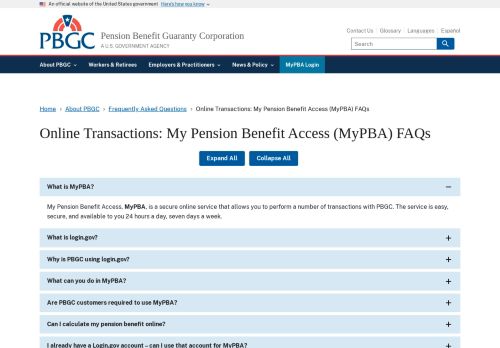 An official website of the United States government Here's how you know
PBGC
Pension Benefit Guaranty Corporation
A U.S. GOVERNMENT AGENCY
Contact Us Glossary Languages Español
Search
About PBGC Workers & Retirees Employers & Practitioners News & Policy MyPBA Login
Home › About PBGC › Frequently Asked Questions › Online Transactions: My Pension Benefit Access (MyPBA) FAQs
Online Transactions: My Pension Benefit Access (MyPBA) FAQs
Expand All Collapse All
What is MyPBA?
My Pension Benefit Access, MyPBA, is a secure online service that allows you to perform a number of transactions with PBGC. The service is easy,
secure, and available to you 24 hours a day, seven days a week.
What is login.gov?
Why is PBGC using login.gov?
What can you do in MyPBA?
Are PBGC customers required to use MyPBA?
Can I calculate my pension benefit online?
I already have a Login.gov account – can I use that account for MyPBA?